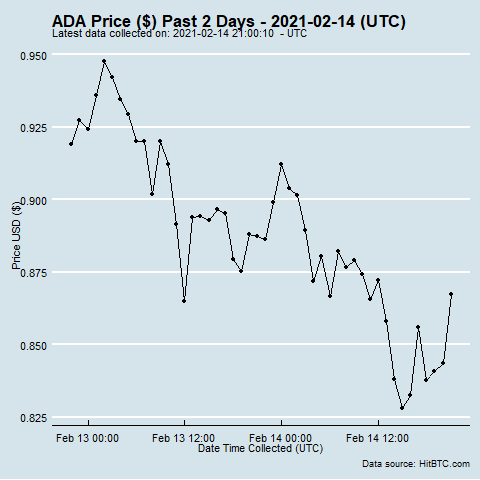 ADA Price ($) Past 2 Days - 2021-02-14 (UTC)
Latest data collected on: 2021-02-14 21:00:10  - UTC
0.950
0.925
0.900
0.875
0.850
0.825
Price USD ($)
Feb 13 00:00
Feb 13 12:00
Feb 14 00:00
Feb 14 12:00
Date Time Collected (UTC)
Data source: HitBTC.com